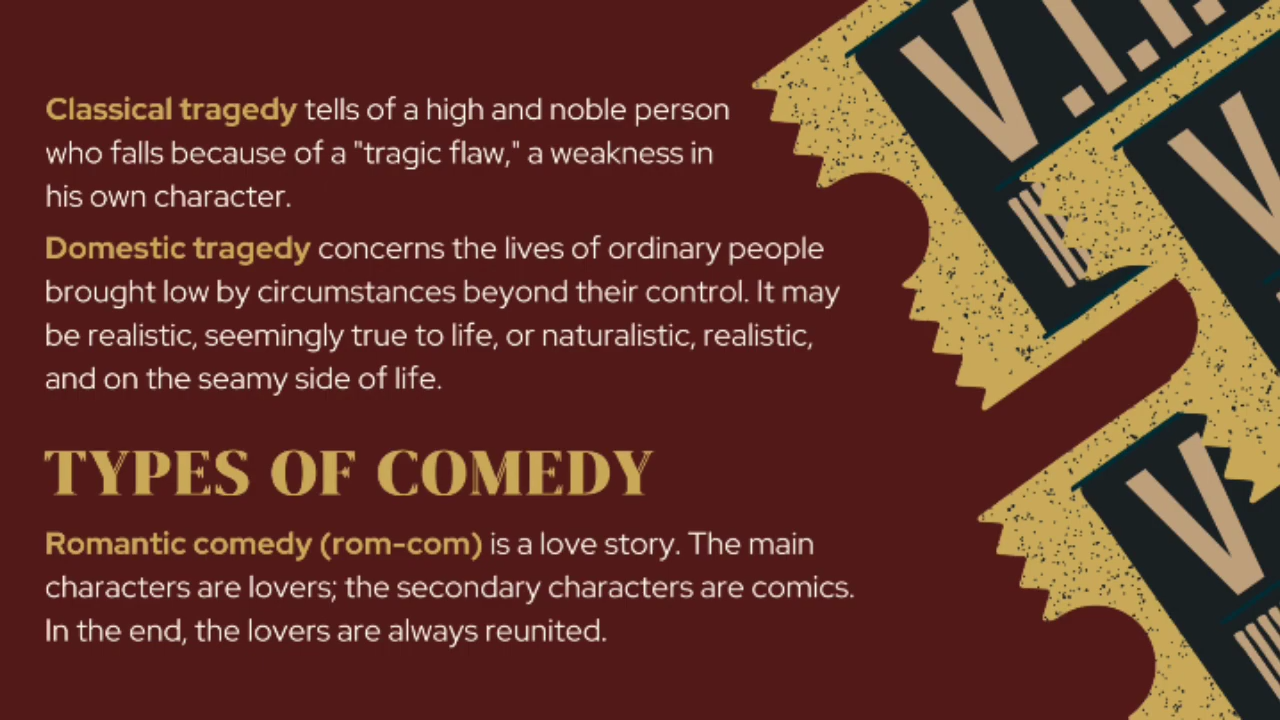 Classical tragedy tells of a high and noble person
who falls because of a "tragic flaw," a weakness in
his own character.
Domestic tragedy concerns the lives of ordinary people
brought low by circumstances beyond their control. It may
be realistic, seemingly true to life, or naturalistic, realistic,
and on the seamy side of life.
TYPES OF COMEDY
Romantic comedy (rom-com) is a love story. The main
characters are lovers; the secondary characters are comics.
In the end, the lovers are always reunited.
V.I.P.
V
V